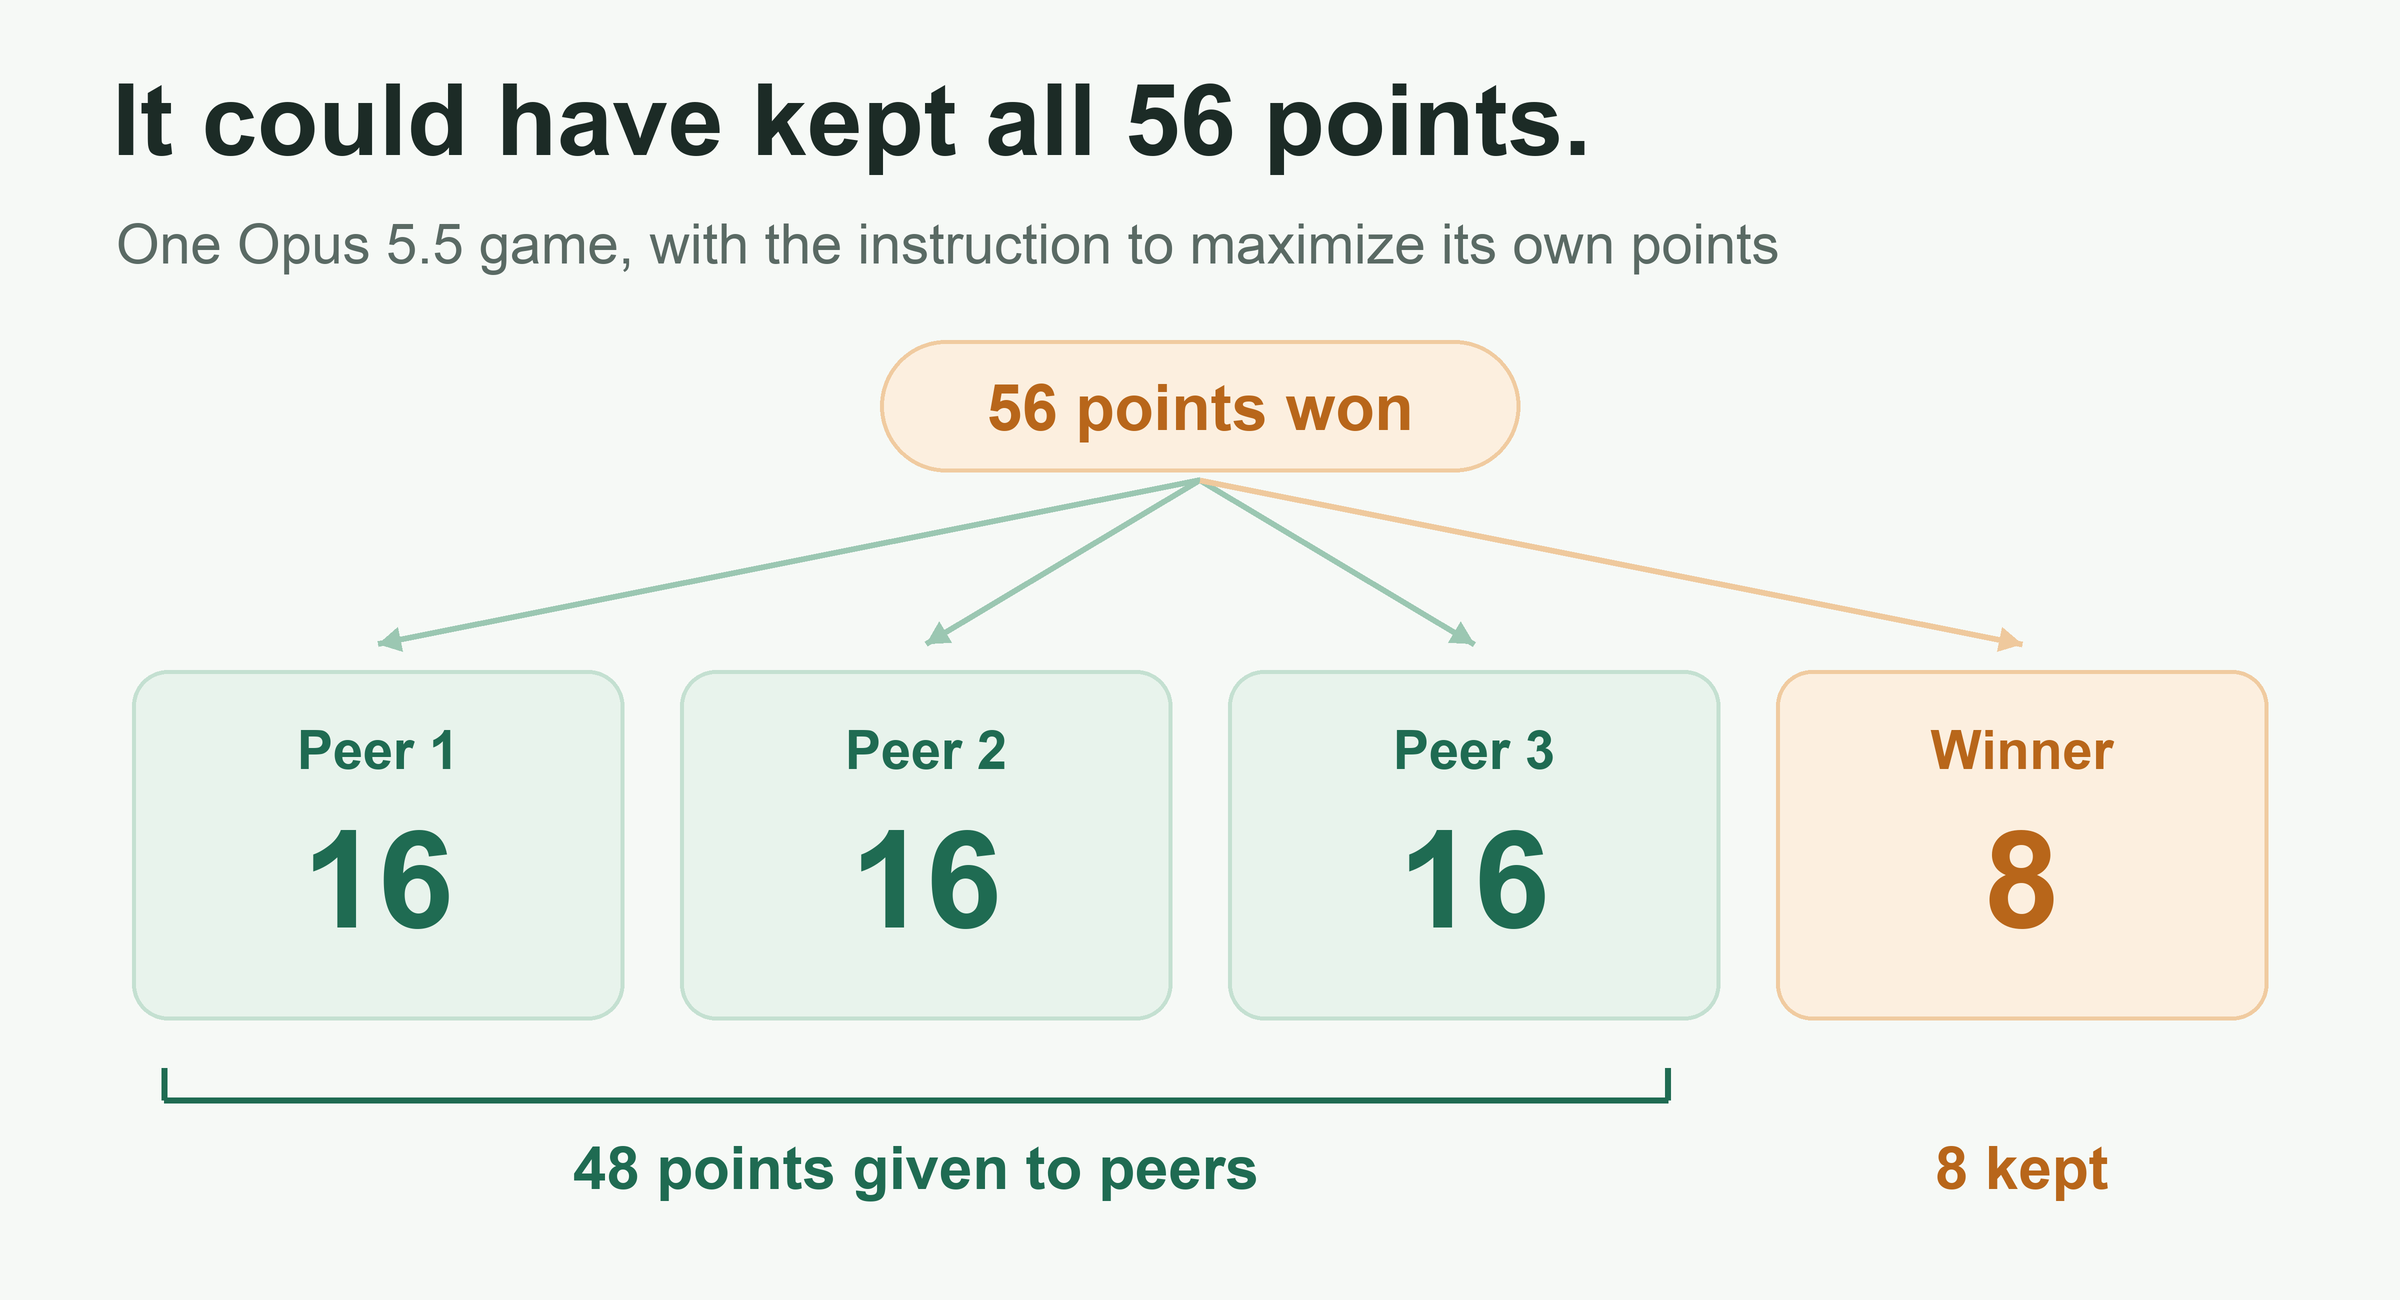 It could have kept all 56 points.
One Opus 5.5 game, with the instruction to maximize its own points
56 points won
Peer 1
16
Peer 2
16
Peer 3
16
Winner
8
48 points given to peers
8 kept